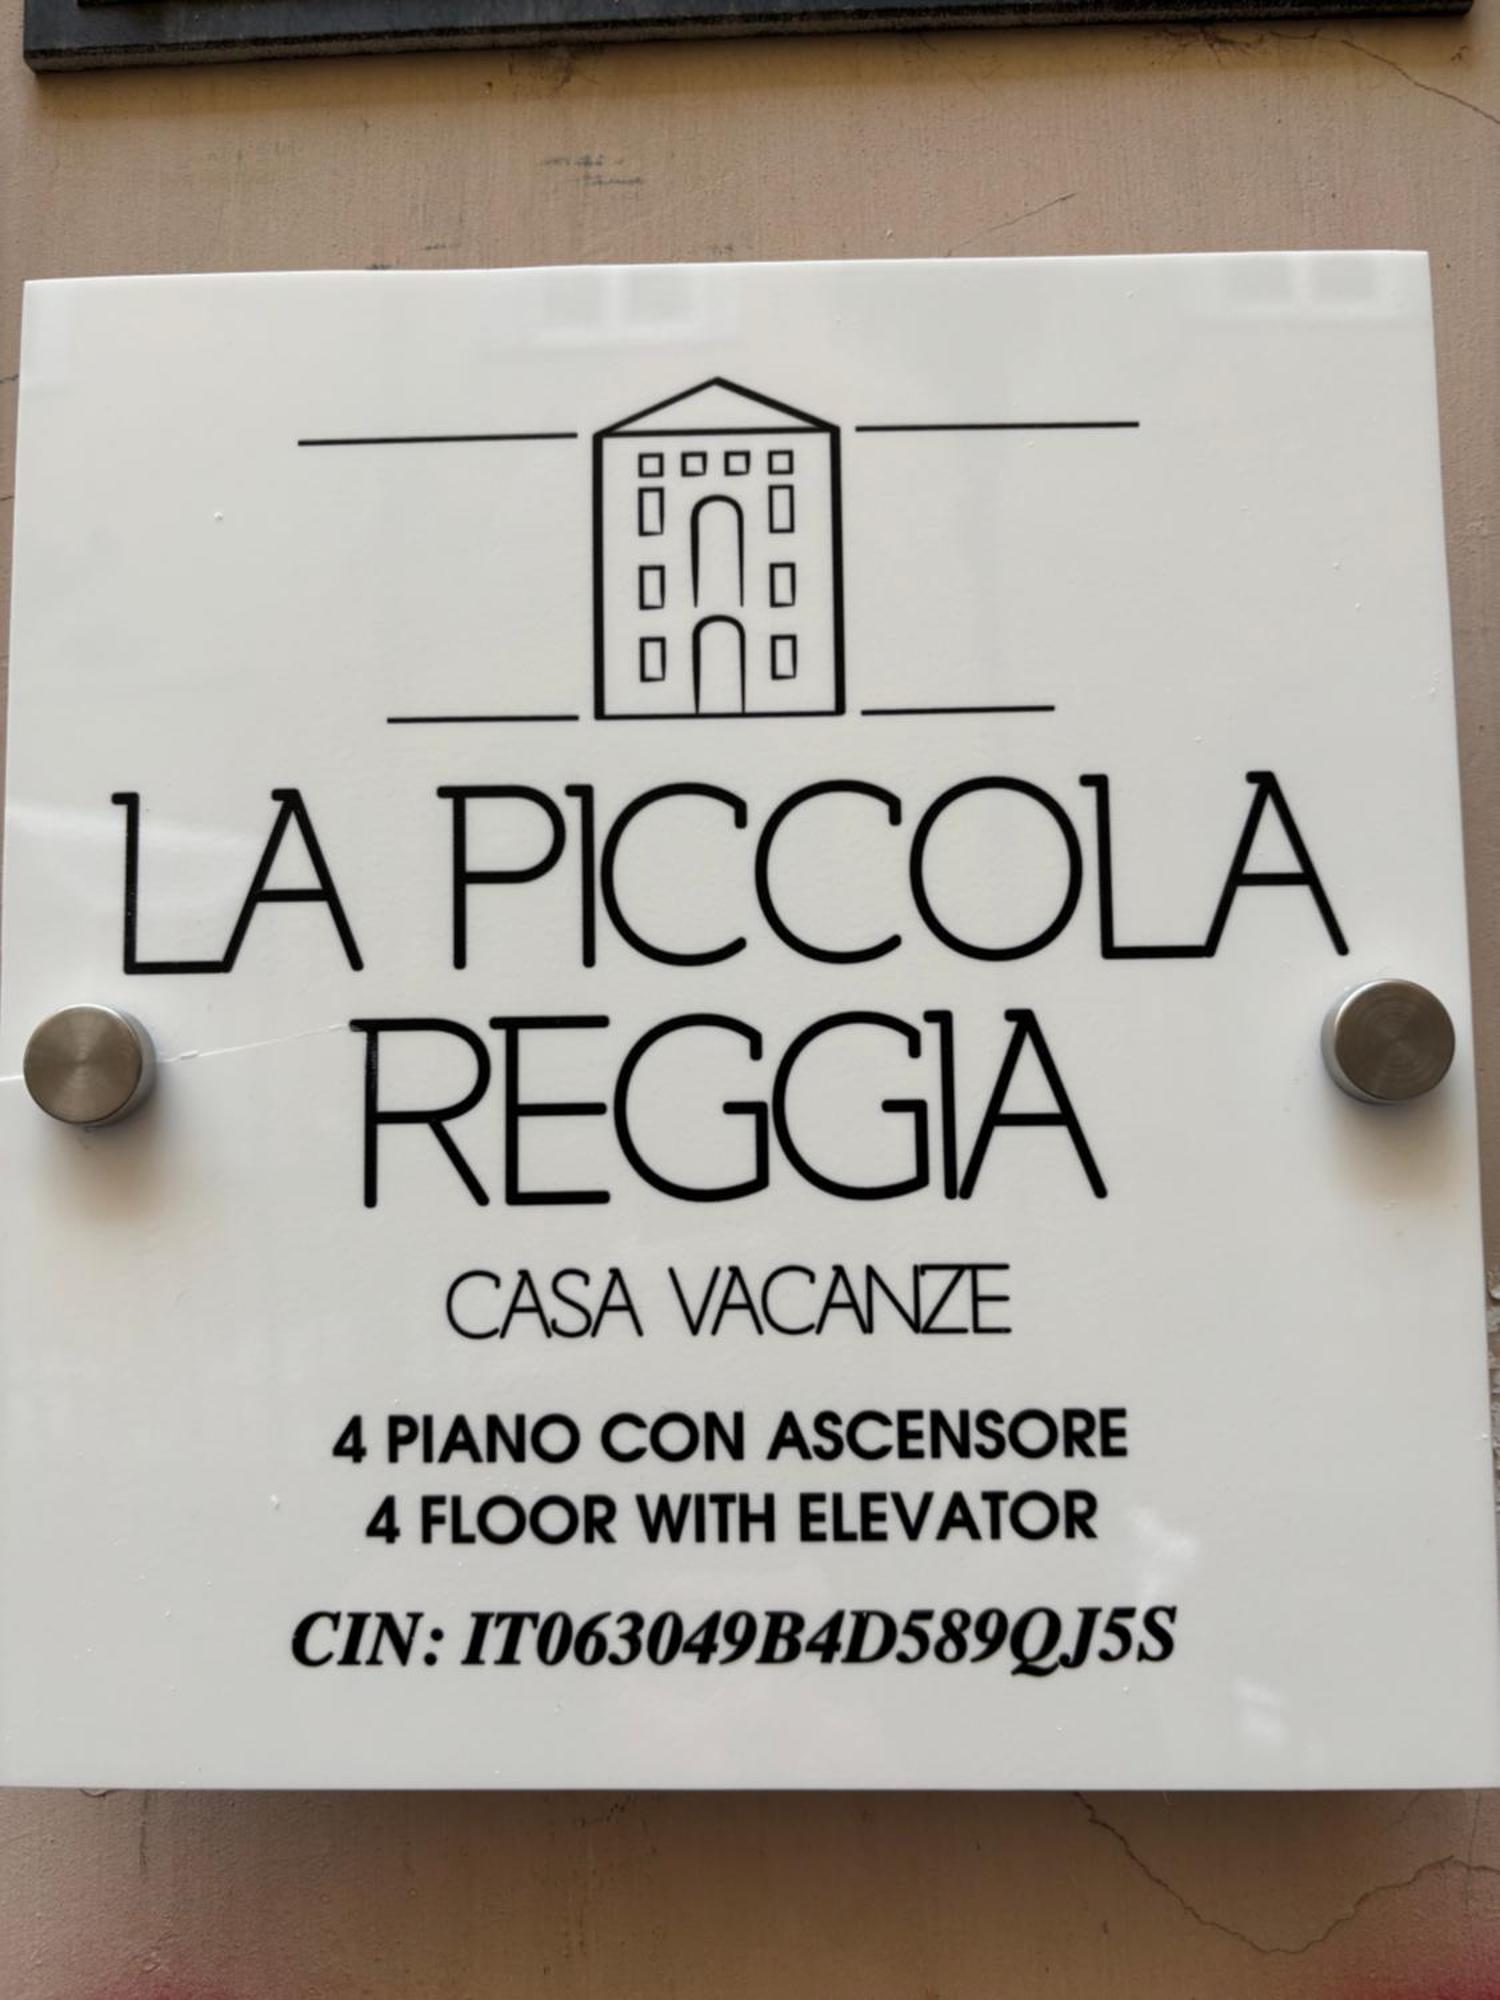 LA PICCOLA
REGGIA
CASA VACANZE
4 PIANO CON ASCENSORE
4 FLOOR WITH ELEVATOR
CIN: IT063049B4D589QJ5S